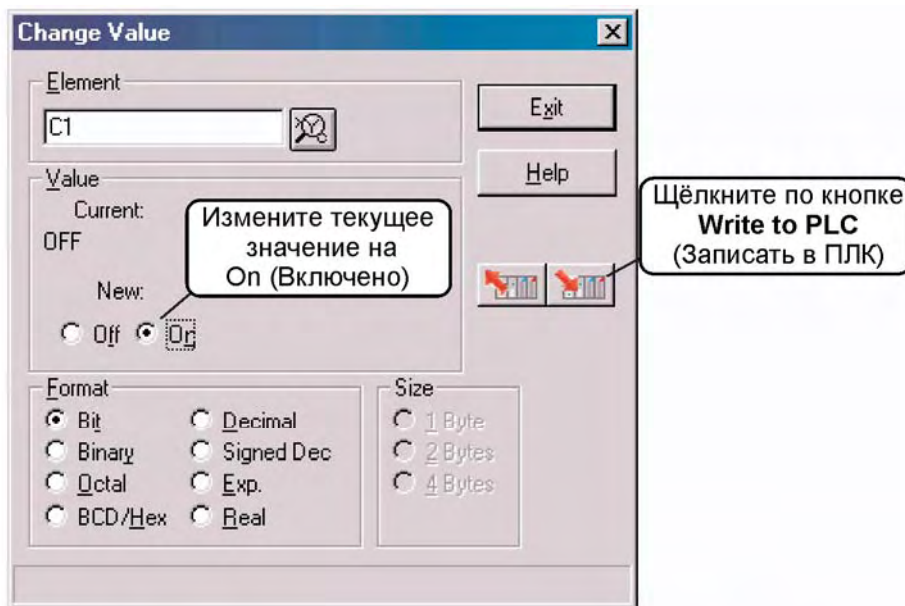 Change Value
Element
C1
Exit
Help
Value
Current:
OFF
New:
Off
On
Измените текущее
значение на
On (Включено)
Щёлкните по кнопке
Write to PLC
(Записать в ПЛК)
Format
Bit
Decimal
Binary
Signed Dec
Octal
Exp.
BCD/Hex
Real
Size
1 Byte
2 Bytes
4 Bytes